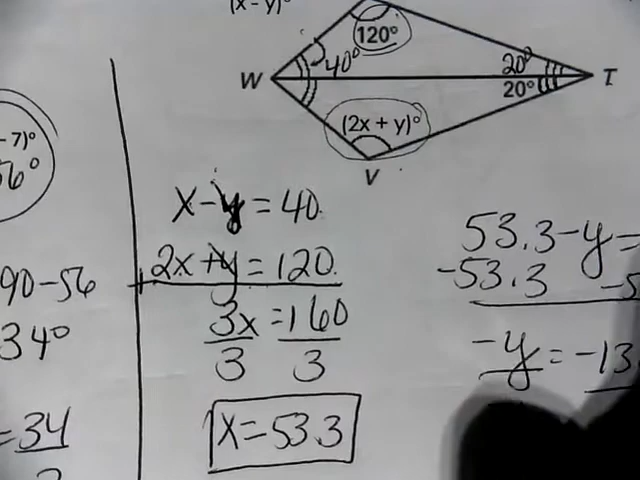 (x – y)°
120°
40°
20°
W
T
20°
(2x + y)°
V
– 7)°
56°
x-y = 40
2x+y = 120
3x = 160
3 3
x = 53.3
90-56
34°
= 34
53.3-y =
-53.3
-y = -13